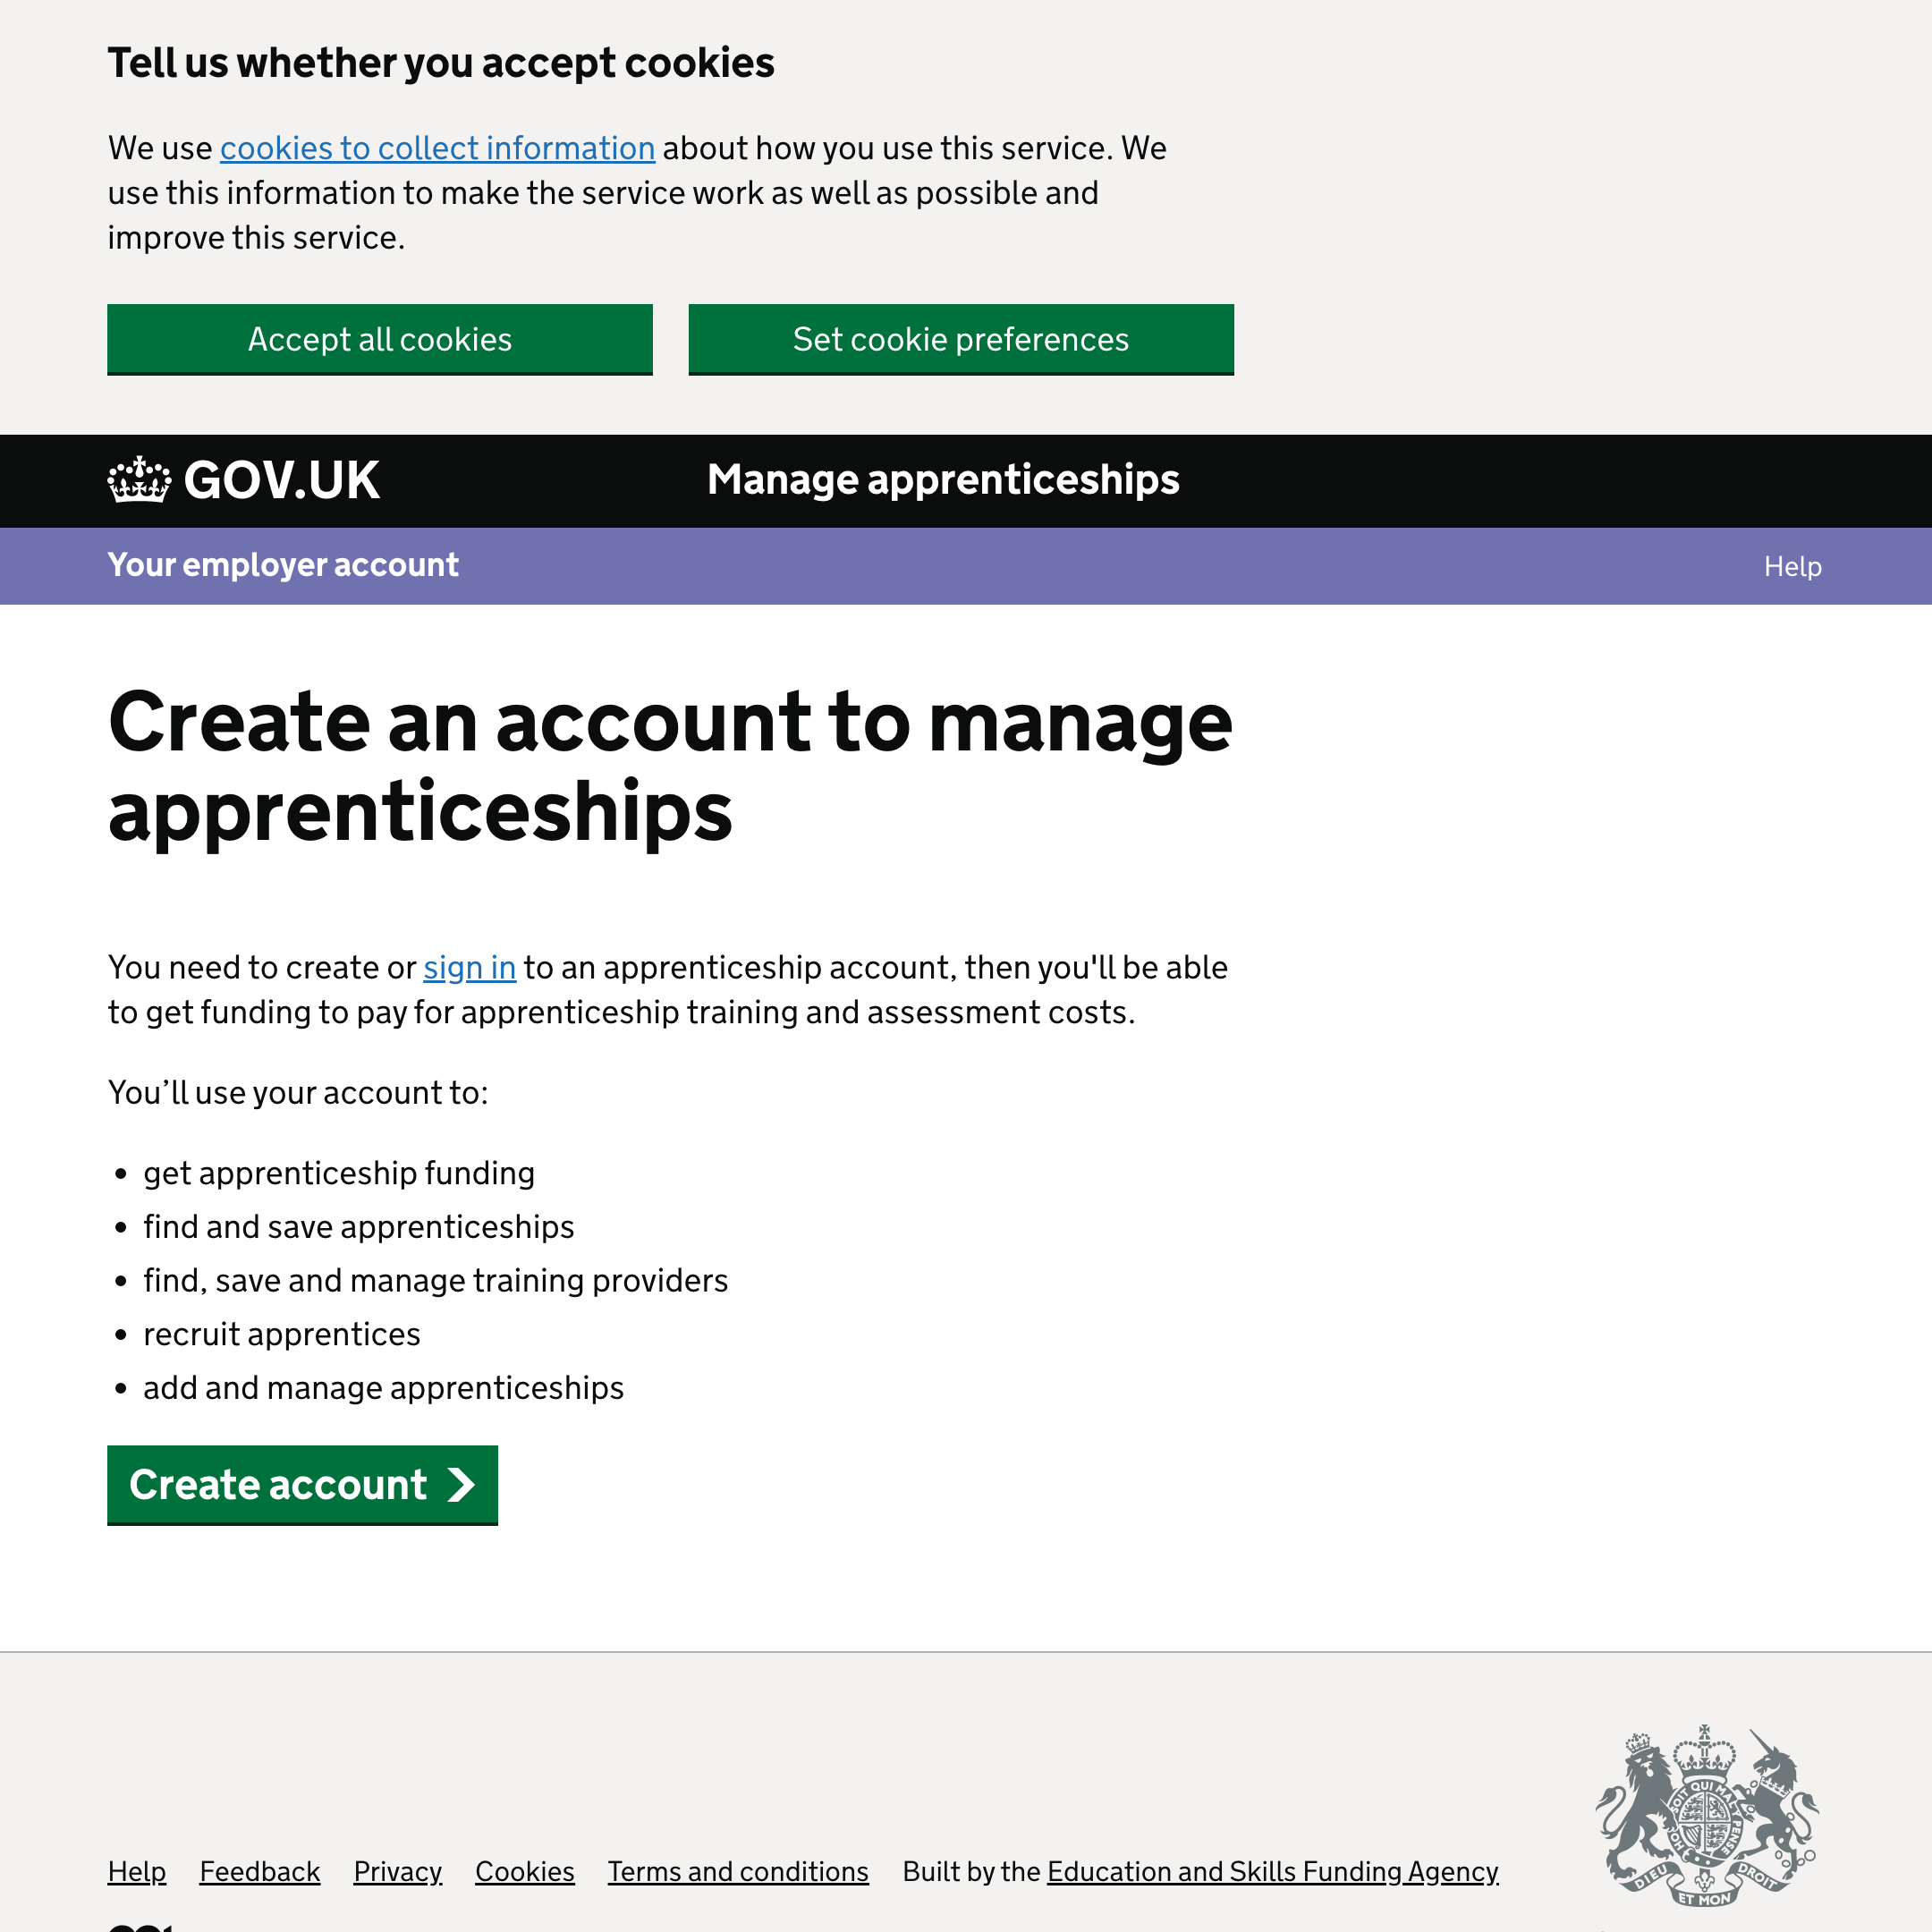 Tell us whether you accept cookies
We use cookies to collect information about how you use this service. We
use this information to make the service work as well as possible and
improve this service.
Accept all cookies
Set cookie preferences
GOV.UK
Manage apprenticeships
Your employer account
Help
Create an account to manage
apprenticeships
You need to create or sign in to an apprenticeship account, then you'll be able
to get funding to pay for apprenticeship training and assessment costs.
You’ll use your account to:
• get apprenticeship funding
• find and save apprenticeships
• find, save and manage training providers
• recruit apprentices
• add and manage apprenticeships
Create account
Help
Feedback
Privacy
Cookies
Terms and conditions
Built by the Education and Skills Funding Agency
SOIT QUI MAL
PENSE
DIEU
ET MON
DROIT